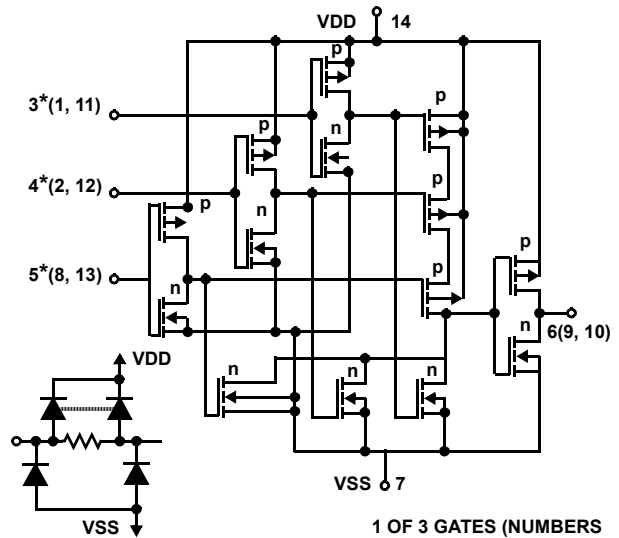 VDD 14
p
3*(1, 11)
p
n
p
4*(2, 12)
p
p
n
p
5*(8, 13)
n
p
n
6(9, 10)
VDD
n
n
n
VSS
VSS 7
1 OF 3 GATES (NUMBERS